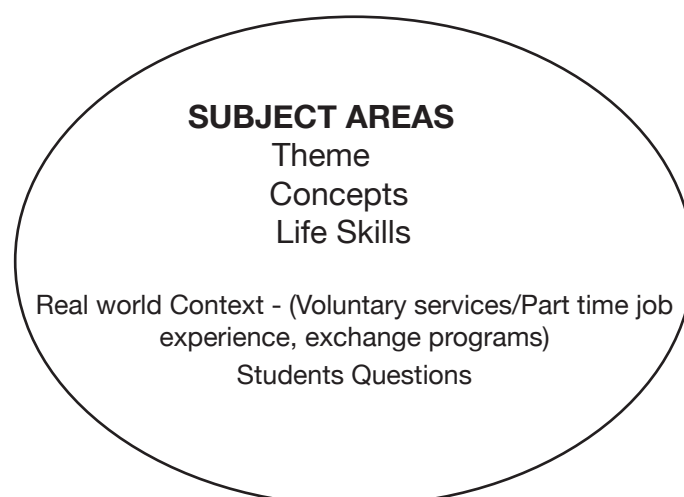 SUBJECT AREAS
Theme
Concepts
Life Skills
Real world Context - (Voluntary services/Part time job
experience, exchange programs)
Students Questions